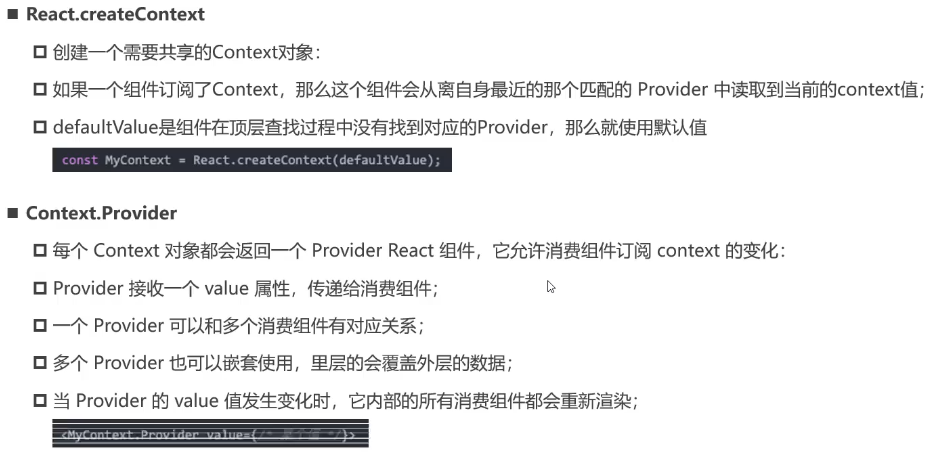 React.createContext
创建一个需要共享的Context对象：
如果一个组件订阅了Context，那么这个组件会从离自身最近的那个匹配的 Provider 中读取到当前的context值；
defaultValue是组件在顶层查找过程中没有找到对应的Provider，那么就使用默认值
const MyContext = React.createContext(defaultValue);
Context.Provider
每个 Context 对象都会返回一个 Provider React 组件，它允许消费组件订阅 context 的变化：
Provider 接收一个 value 属性，传递给消费组件；
一个 Provider 可以和多个消费组件有对应关系；
多个 Provider 也可以嵌套使用，里层的会覆盖外层的数据；
当 Provider 的 value 值发生变化时，它内部的所有消费组件都会重新渲染；
<MyContext.Provider value={/* 某个值 */}>